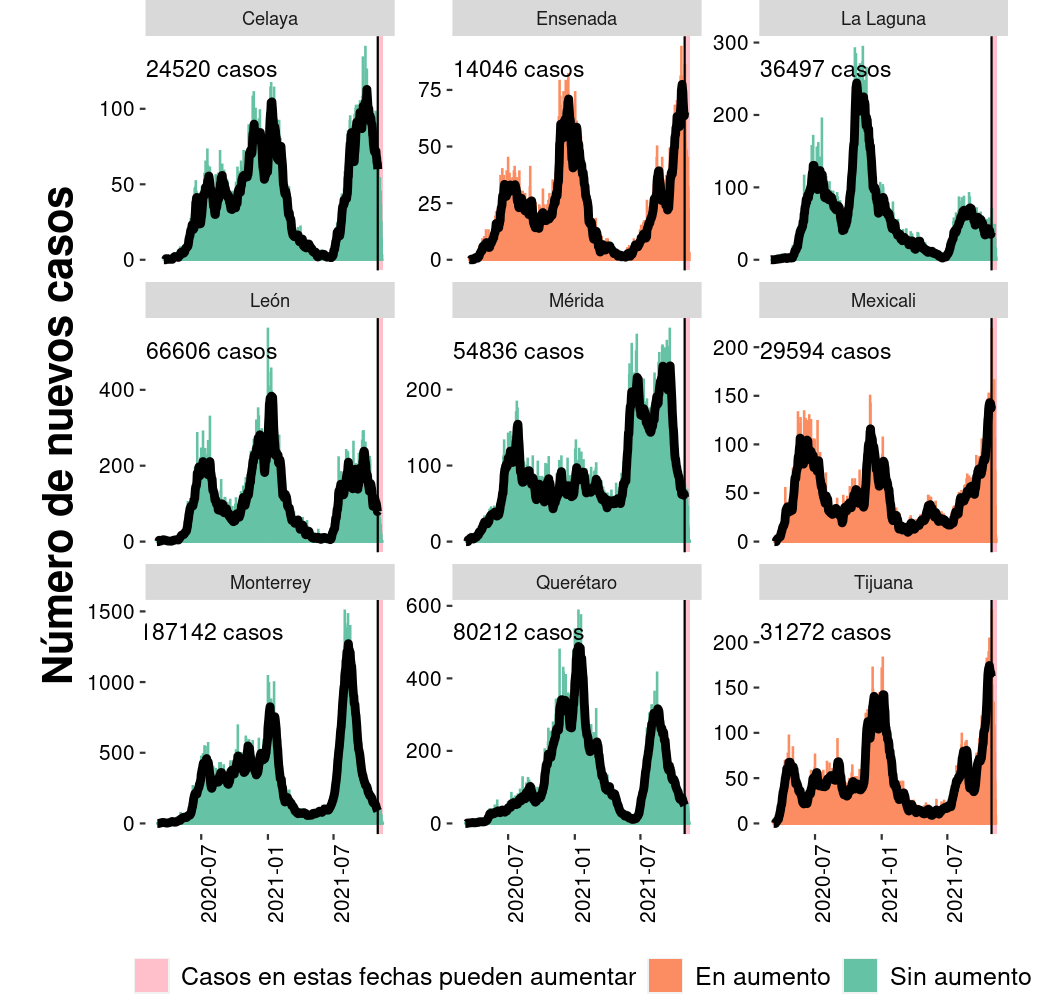 Celaya
Ensenada
La Laguna
24520 casos
14046 casos
36497 casos
100
50
0
75
50
25
0
300
200
100
0
León
Mérida
Mexicali
66606 casos
54836 casos
29594 casos
400
200
0
200
100
0
200
150
100
50
0
Monterrey
Querétaro
Tijuana
187142 casos
80212 casos
31272 casos
1500
1000
500
0
600
400
200
0
200
150
100
50
0
2020-07
2021-01
2021-07
2020-07
2021-01
2021-07
2020-07
2021-01
2021-07
Número de nuevos casos
Casos en estas fechas pueden aumentar
En aumento
Sin aumento